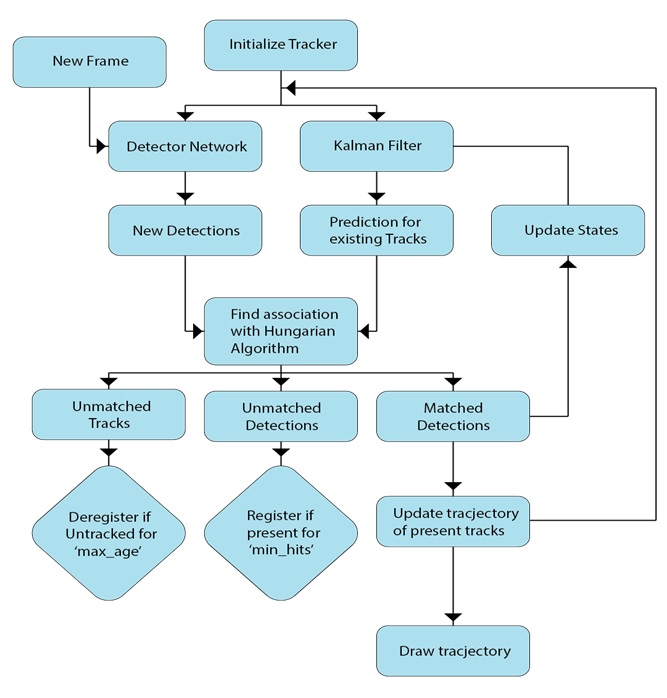 Initialize Tracker
New Frame
Detector Network
Kalman Filter
New Detections
Prediction for
existing Tracks
Update States
Find association
with Hungarian
Algorithm
Unmatched
Tracks
Unmatched
Detections
Matched
Detections
Deregister if
Untracked for
‘max_age’
Register if
present for
‘min_hits’
Update tracjectory
of present tracks
Draw tracjectory